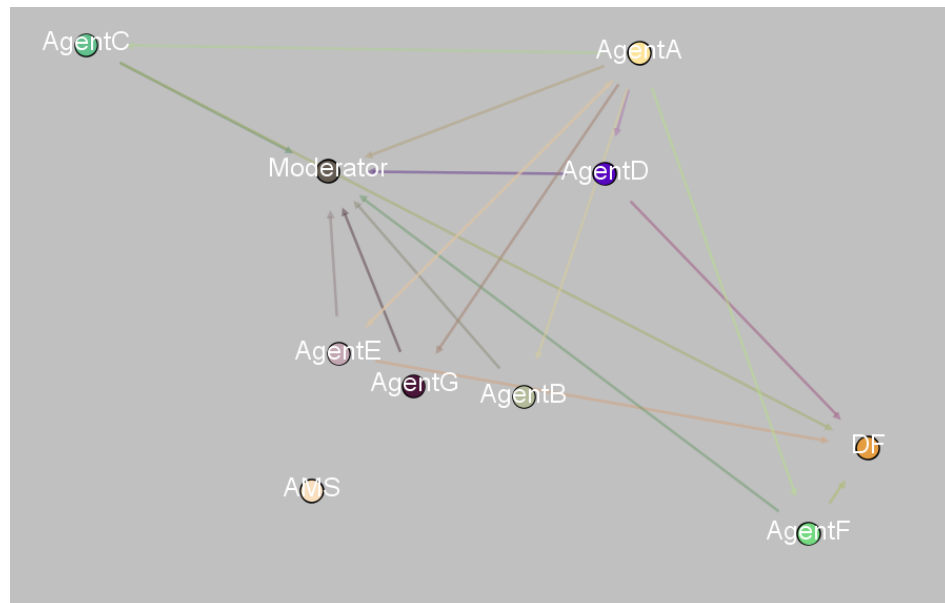 AgentC
AgentA
Moderator
AgentD
AgentE
AgentG
AgentB
DF
AMS
AgentF